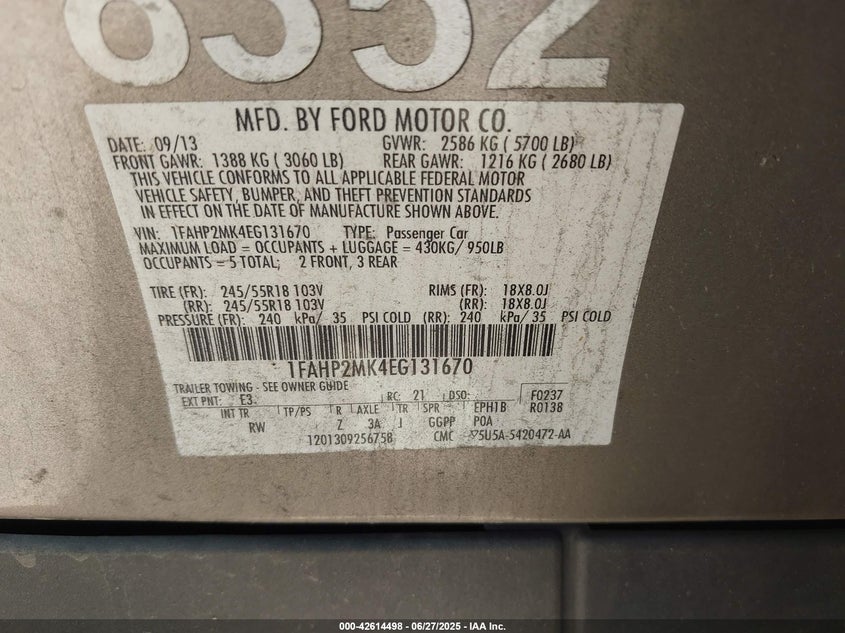 6352
MFD. BY FORD MOTOR CO.
DATE: 09/13 GVWR: 2586 KG ( 5700 LB)
FRONT GAWR: 1388 KG ( 3060 LB) REAR GAWR: 1216 KG ( 2680 LB)
THIS VEHICLE CONFORMS TO ALL APPLICABLE FEDERAL MOTOR
VEHICLE SAFETY, BUMPER, AND THEFT PREVENTION STANDARDS
IN EFFECT ON THE DATE OF MANUFACTURE SHOWN ABOVE.
VIN: 1FAHP2MK4EG131670 TYPE: Passenger Car
MAXIMUM LOAD = OCCUPANTS + LUGGAGE = 430KG/ 950LB
OCCUPANTS = 5 TOTAL; 2 FRONT, 3 REAR
TIRE (FR): 245/55R18 103V RIMS (FR): 18X8.0J
(RR): 245/55R18 103V (RR): 18X8.0J
PRESSURE (FR): 240 kPa/ 35 PSI COLD (RR): 240 kPa/ 35 PSI COLD
1FAHP2MK4EG131670
TRAILER TOWING - SEE OWNER GUIDE
EXT PNT: E3. RC: 21 DSO: F0237
INT TR TP/PS R AXLE TR SPR EPH1B R0138
RW Z 3A J GGPP POA
1201309256758 CMC 5U5A-5420472-AA
000-42614498 - 06/27/2025 - IAA Inc.